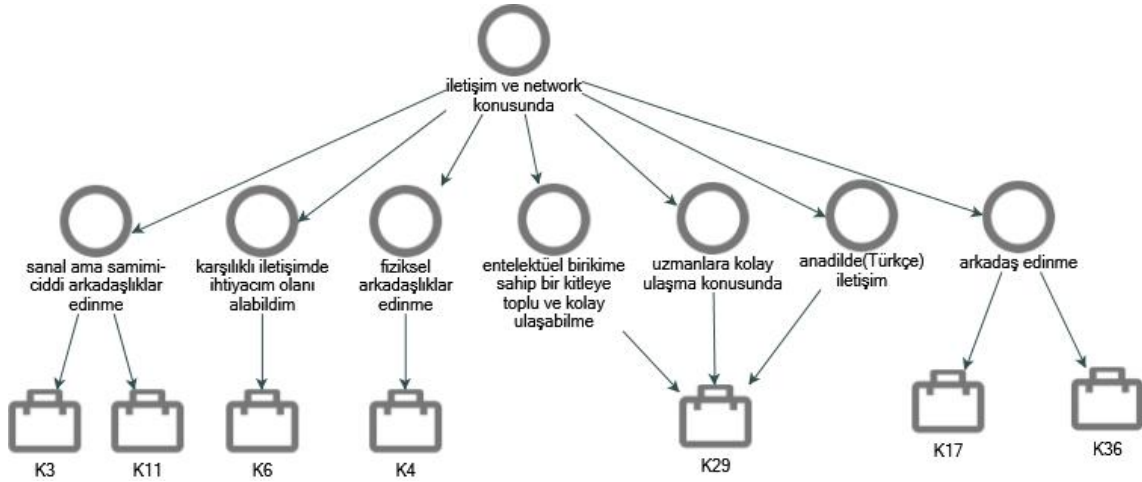 iletişim ve network
konusunda
sanal ama samimi-
ciddi arkadaşlıklar
edinme
karşılıklı iletişimde
ihtiyacım olanı
alabildim
fiziksel
arkadaşlıklar
edinme
entelektüel birikime
sahip bir kitleye
toplu ve kolay
ulaşabilme
uzmanlara kolay
ulaşma konusunda
anadilde(Türkçe)
iletişim
arkadaş edinme
K3
K11
K6
K4
K29
K17
K36